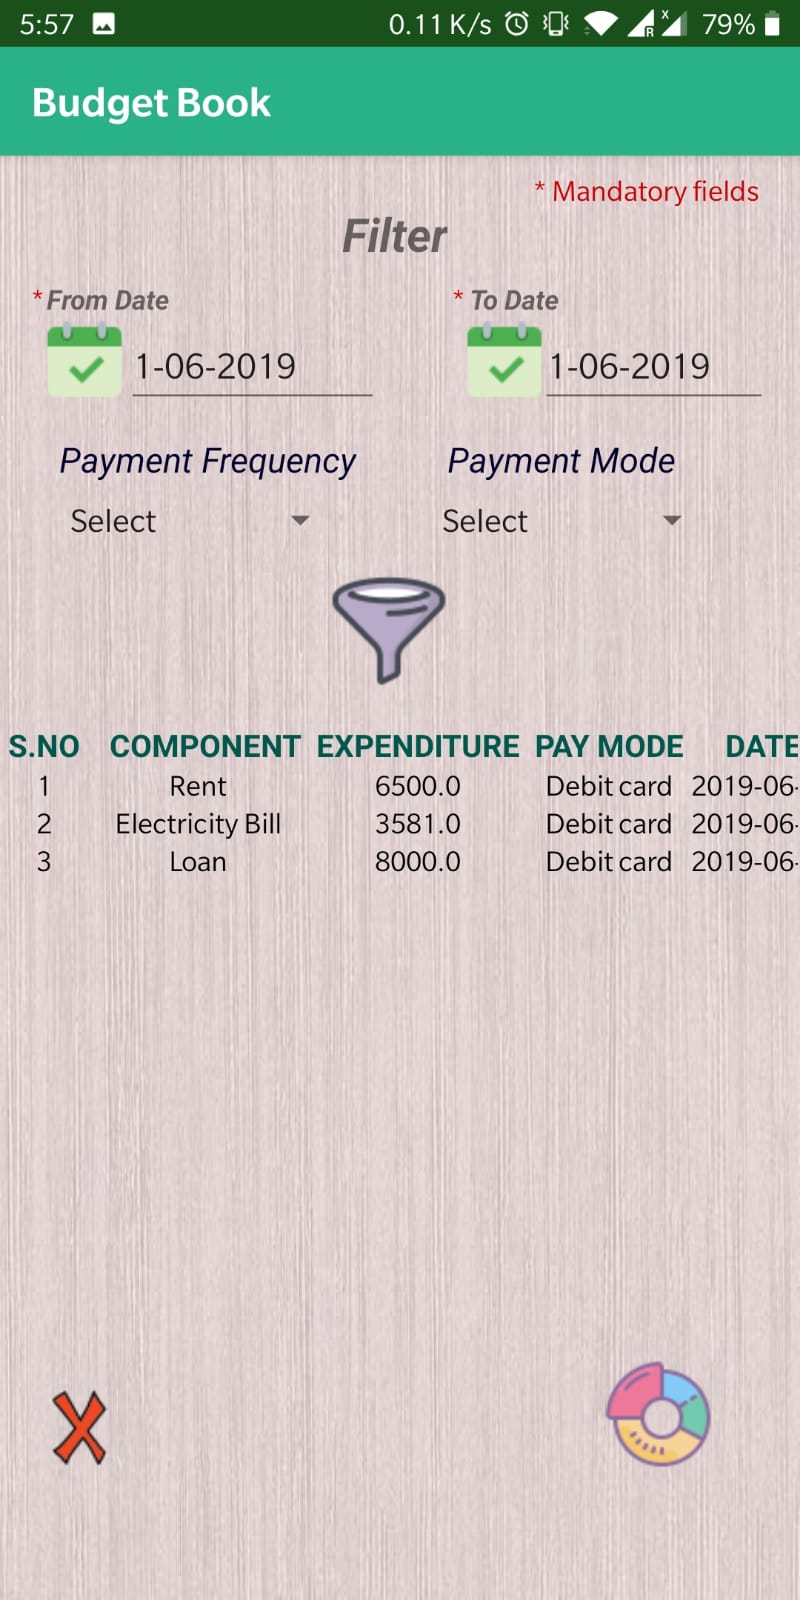 5:57 0.11 K/s R x 79%
Budget Book
* Mandatory fields
Filter
* From Date * To Date
1-06-2019 1-06-2019
Payment Frequency Payment Mode
Select Select
S.NO COMPONENT EXPENDITURE PAY MODE DATE
1 Rent 6500.0 Debit card 2019-06-
2 Electricity Bill 3581.0 Debit card 2019-06-
3 Loan 8000.0 Debit card 2019-06-